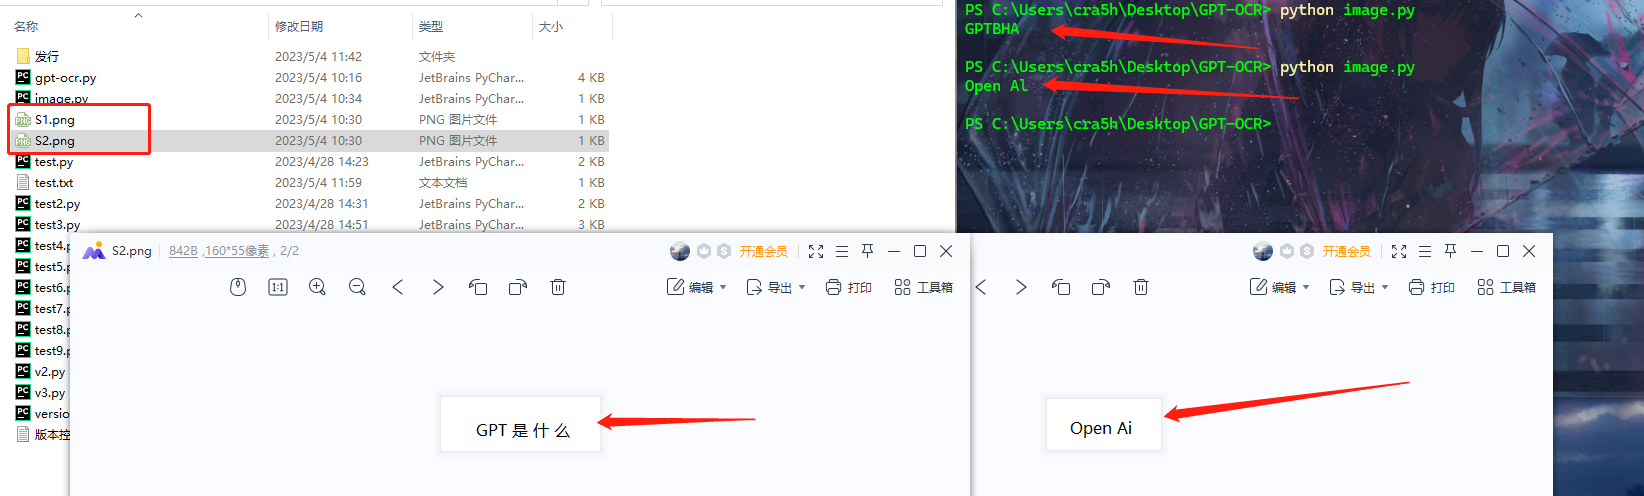 名称 修改日期 类型 大小
发行 2023/5/4 11:42 文件夹
gpt-ocr.py 2023/5/4 10:16 JetBrains PyChar... 4 KB
image.py 2023/5/4 10:34 JetBrains PyChar... 1 KB
S1.png 2023/5/4 10:30 PNG 图片文件 1 KB
S2.png 2023/5/4 10:30 PNG 图片文件 1 KB
test.py 2023/4/28 14:23 JetBrains PyChar... 2 KB
test.txt 2023/5/4 11:59 文本文档 1 KB
test2.py 2023/4/28 14:31 JetBrains PyChar... 2 KB
test3.py 2023/4/28 14:51 JetBrains PyChar... 3 KB
test4.p
test5.p
test6.p
test7.p
test8.p
test9.p
v2.py
v3.py
versio
版本控
PS C:\Users\cra5h\Desktop\GPT-OCR> python image.py
GPTBHA
PS C:\Users\cra5h\Desktop\GPT-OCR> python image.py
Open Al
PS C:\Users\cra5h\Desktop\GPT-OCR>
S2.png 842B ,160*55像素 , 2/2 开通会员
1:1 编辑 导出 打印 工具箱
GPT 是 什 么
开通会员
编辑 导出 打印 工具箱
Open Ai